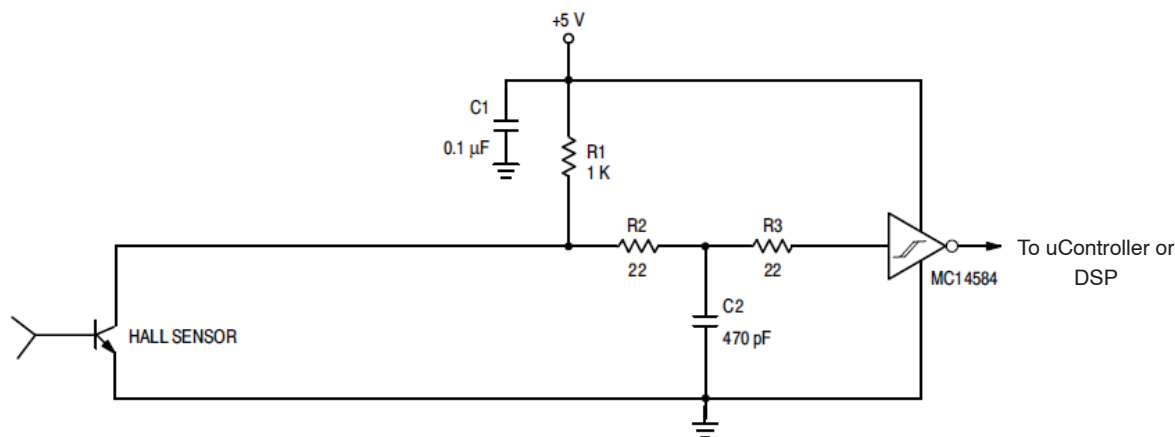 +5 V
C1
0.1 μF
R1
1 K
R2
22
R3
22
C2
470 pF
MC14584
To uController or
DSP
HALL SENSOR